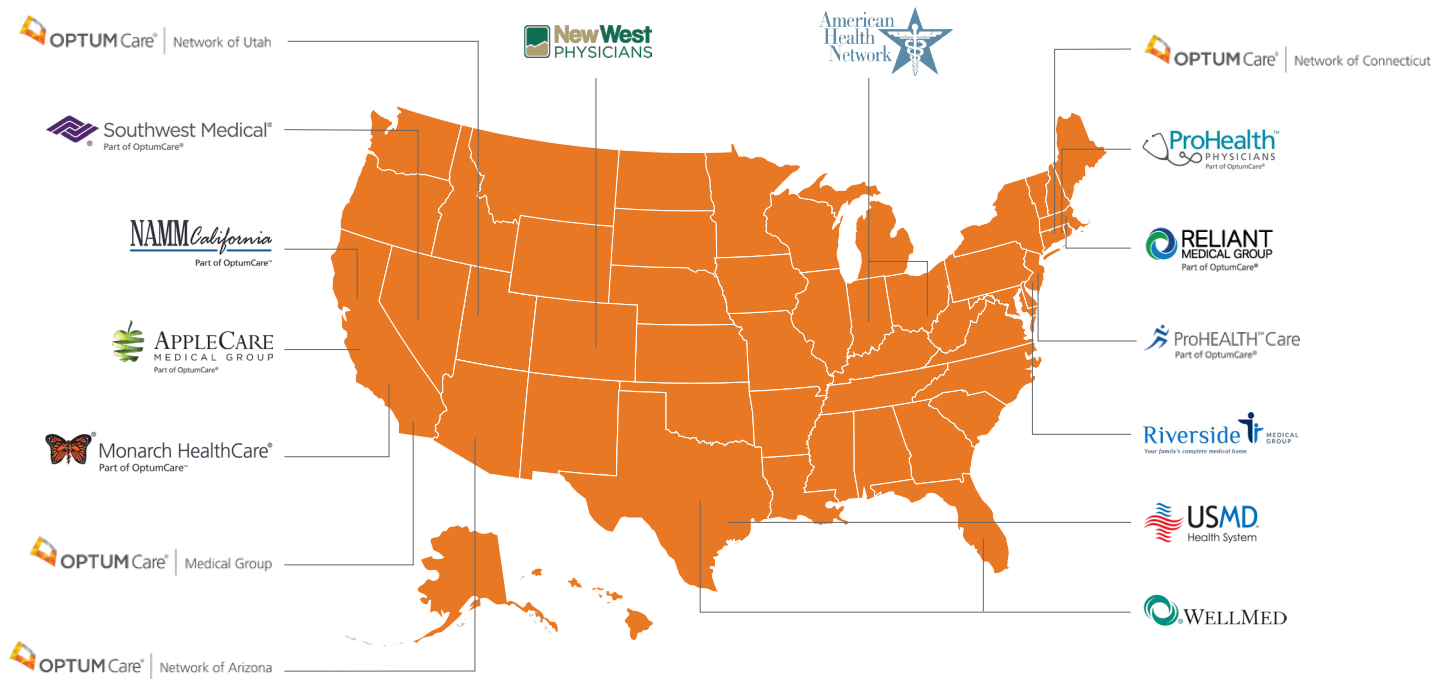 OPTUM Care® | Network of Utah
Southwest Medical®
®
Part of OptumCare®
NAMM California
Part of OptumCare™
APPLECARE
MEDICAL GROUP
Part of OptumCare®
Monarch HealthCare®
®
Part of OptumCare™
OPTUM Care® | Medical Group
OPTUM Care® | Network of Arizona
New West
PHYSICIANS
American
Health
Network
OPTUM Care® | Network of Connecticut
ProHealth™
PHYSICIANS
Part of OptumCare®
RELIANT
MEDICAL GROUP
Part of OptumCare®
ProHEALTH™ Care
Part of OptumCare®
Riverside MEDICAL GROUP
Your family's complete medical home.
USMD™
Health System
®WELLMED